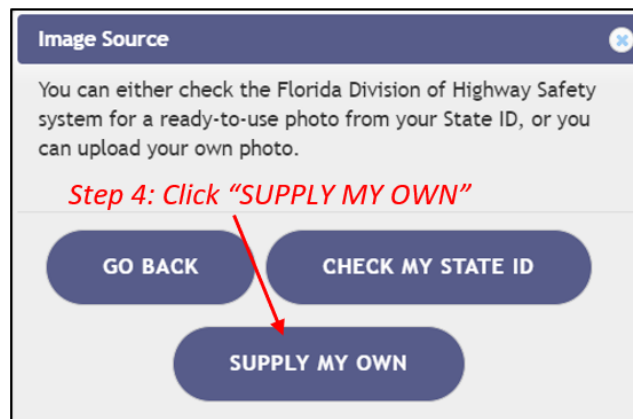 Image Source
You can either check the Florida Division of Highway Safety
system for a ready-to-use photo from your State ID, or you
can upload your own photo.
Step 4: Click “SUPPLY MY OWN”
GO BACK
CHECK MY STATE ID
SUPPLY MY OWN